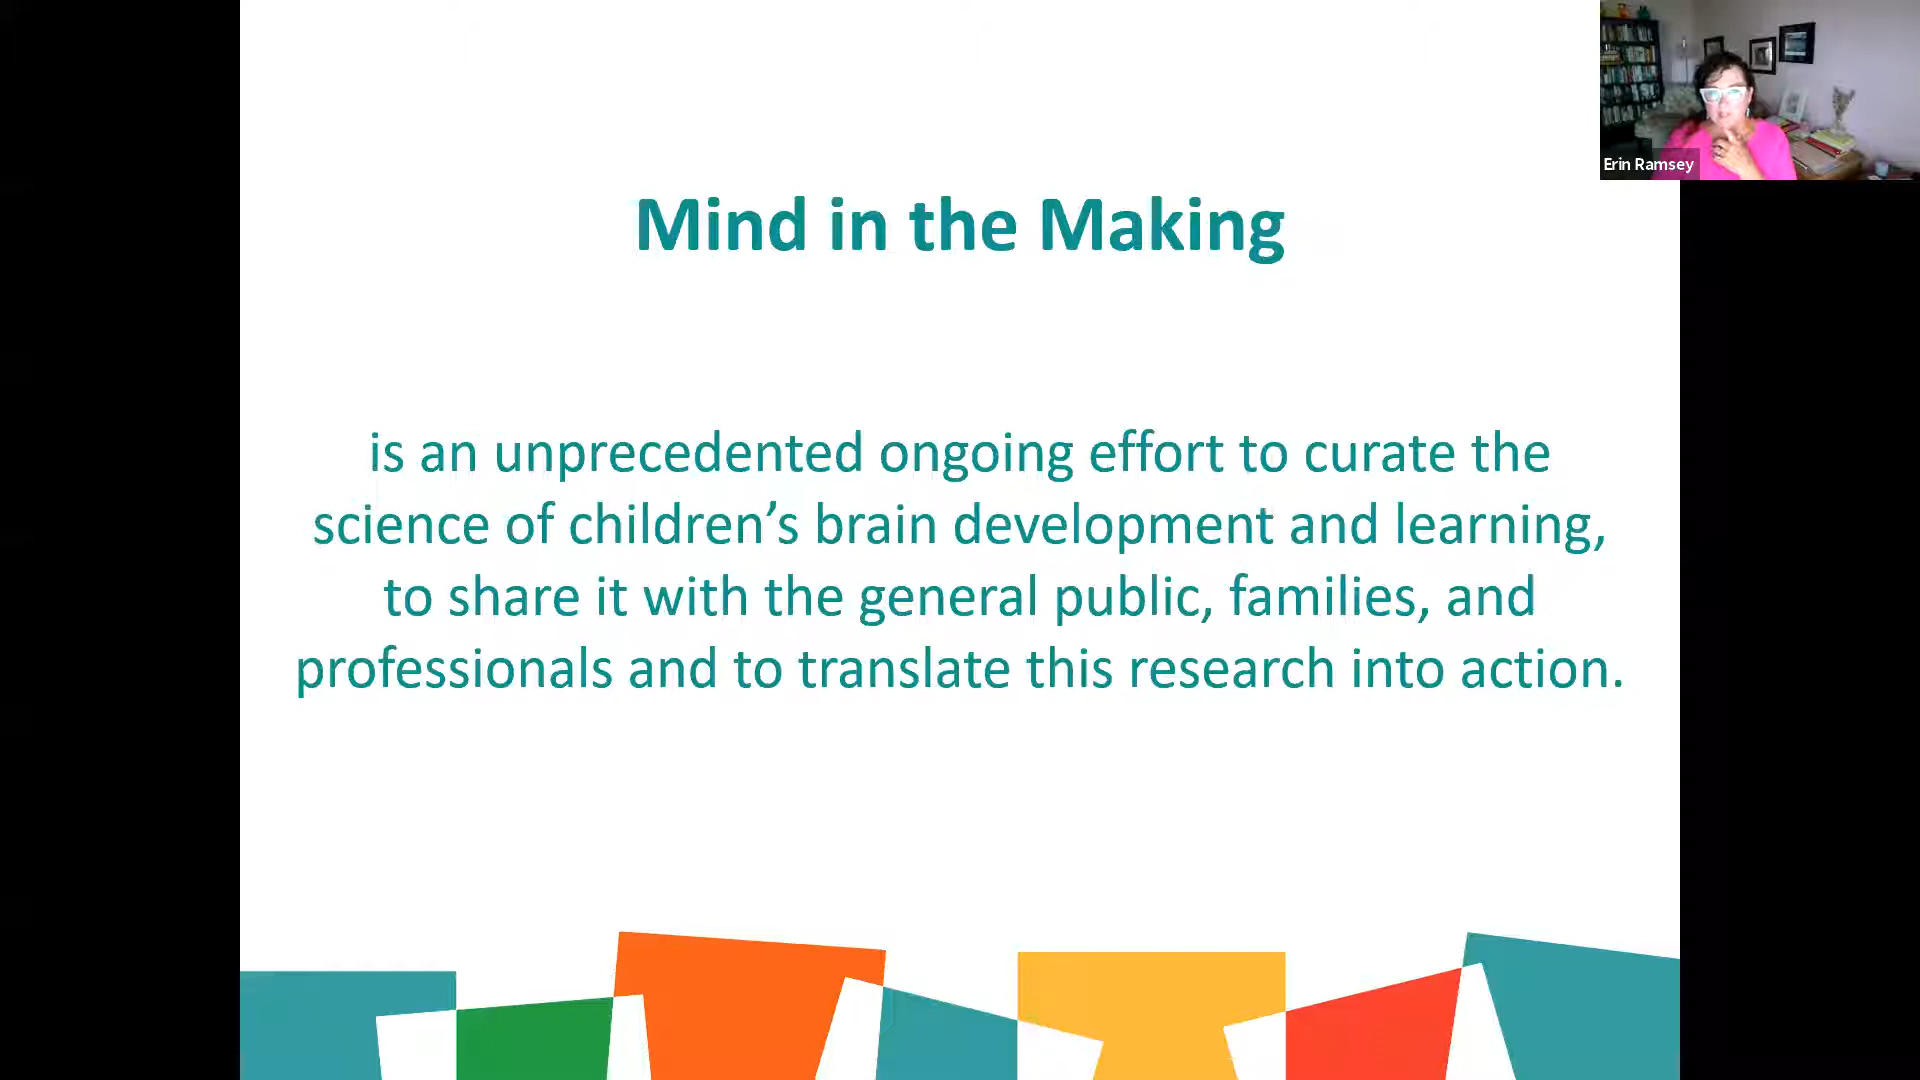 Mind in the Making
is an unprecedented ongoing effort to curate the
science of children’s brain development and learning,
to share it with the general public, families, and
professionals and to translate this research into action.
Erin Ramsey